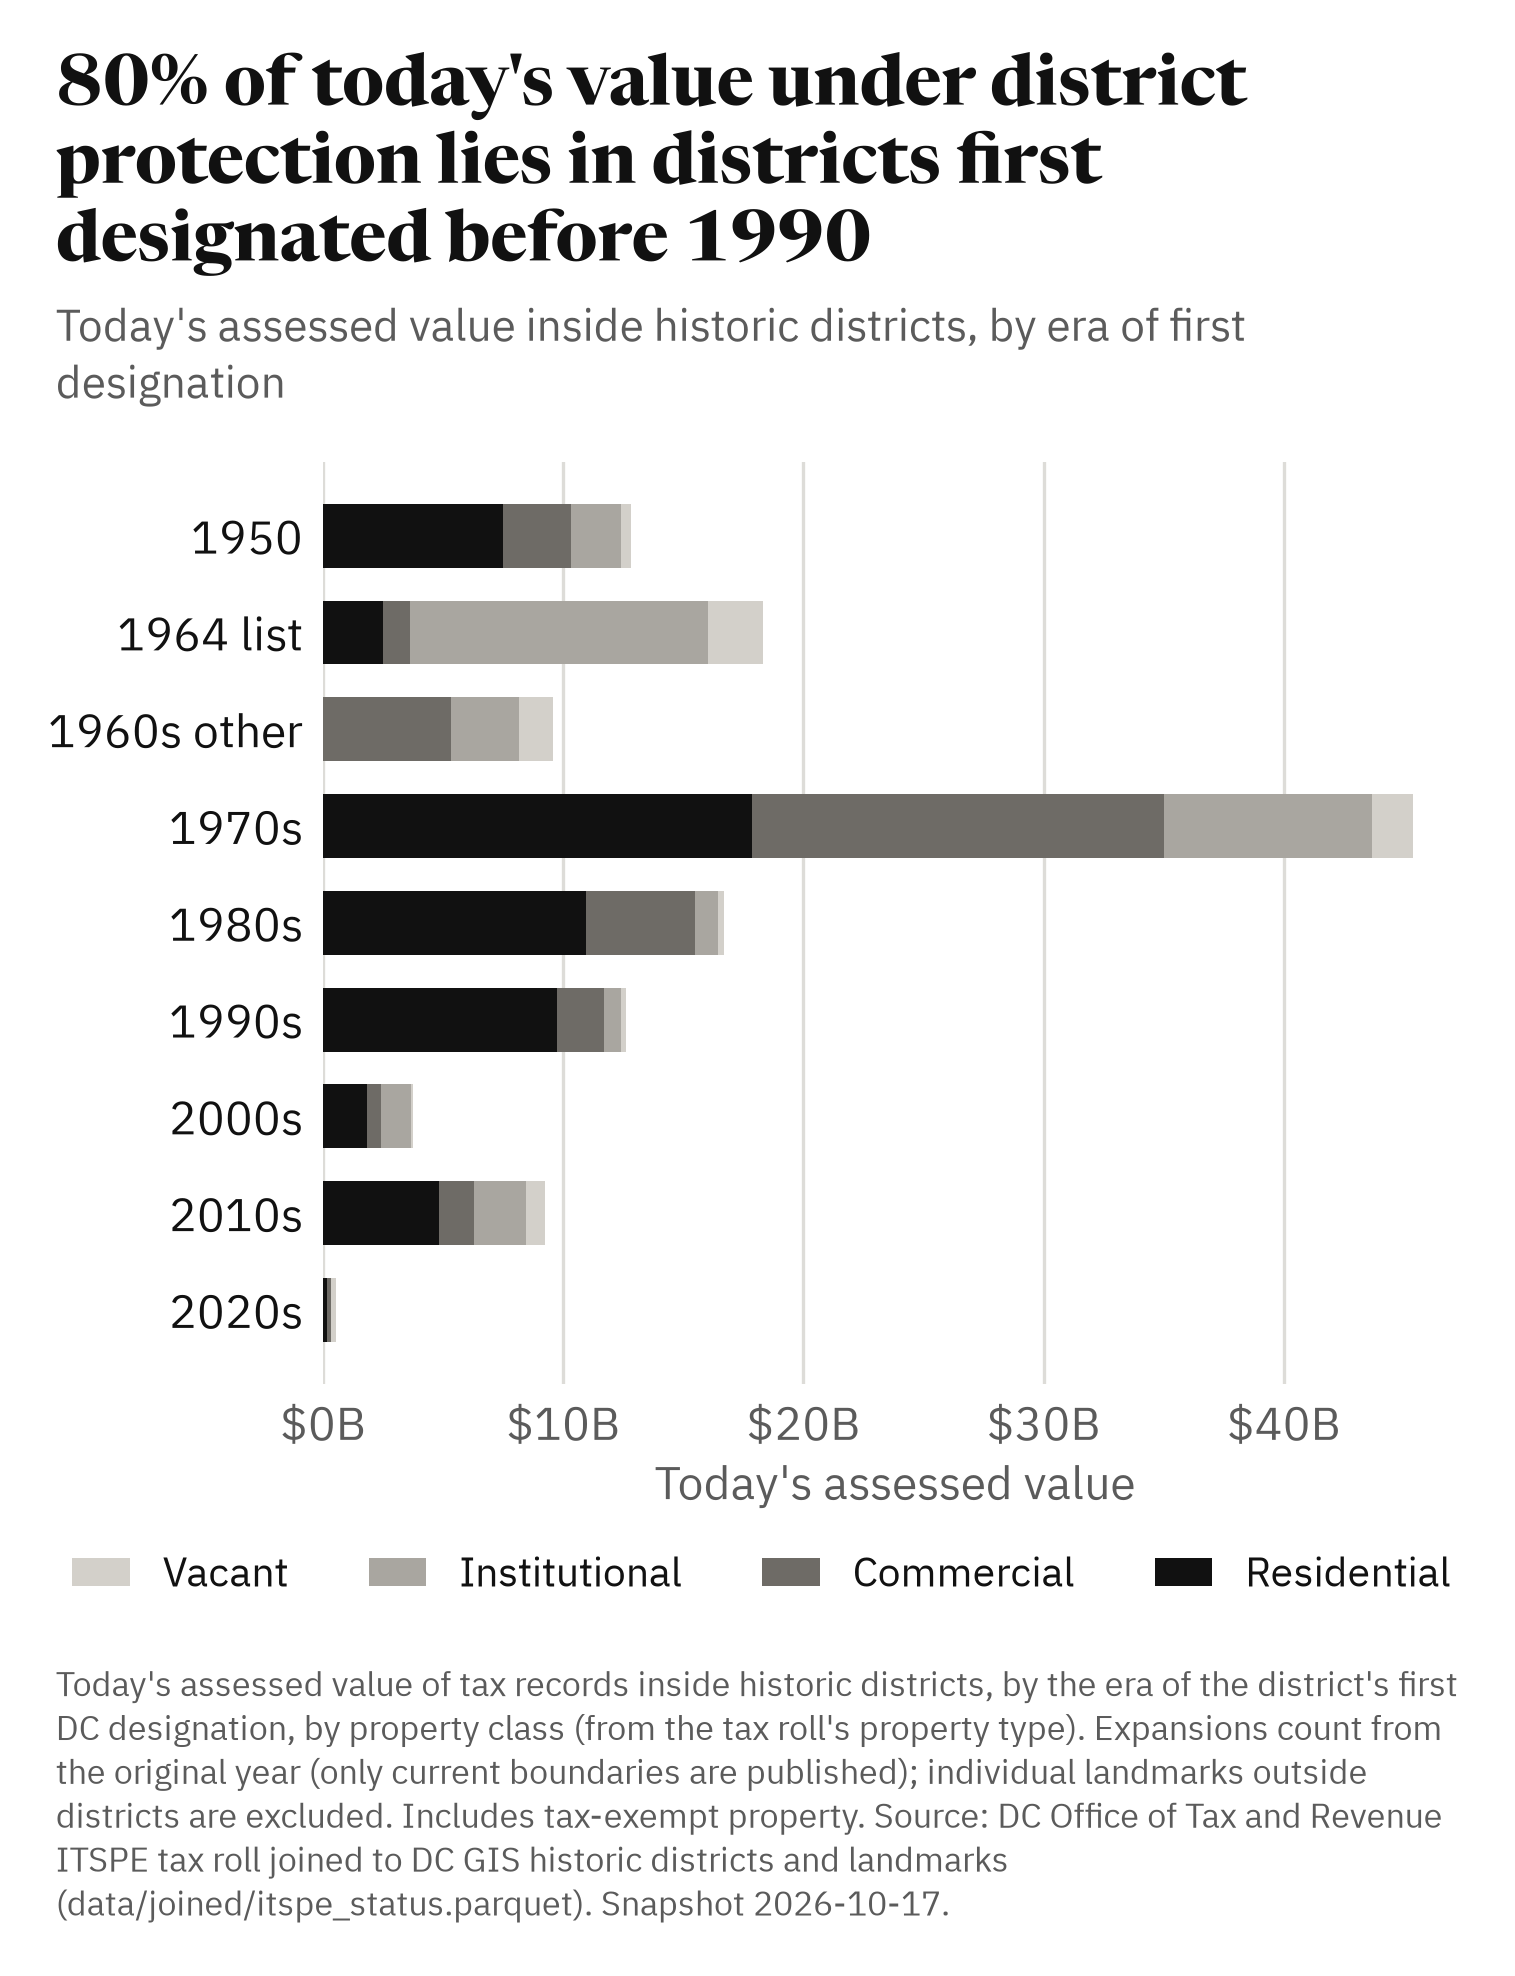 80% of today's value under district
protection lies in districts first
designated before 1990
Today's assessed value inside historic districts, by era of first
designation
1950
1964 list
1960s other
1970s
1980s
1990s
2000s
2010s
2020s
$0B $10B $20B $30B $40B
Today's assessed value
Vacant Institutional Commercial Residential
Today's assessed value of tax records inside historic districts, by the era of the district's first
DC designation, by property class (from the tax roll's property type). Expansions count from
the original year (only current boundaries are published); individual landmarks outside
districts are excluded. Includes tax-exempt property. Source: DC Office of Tax and Revenue
ITSPE tax roll joined to DC GIS historic districts and landmarks
(data/joined/itspe_status.parquet). Snapshot 2026-10-17.